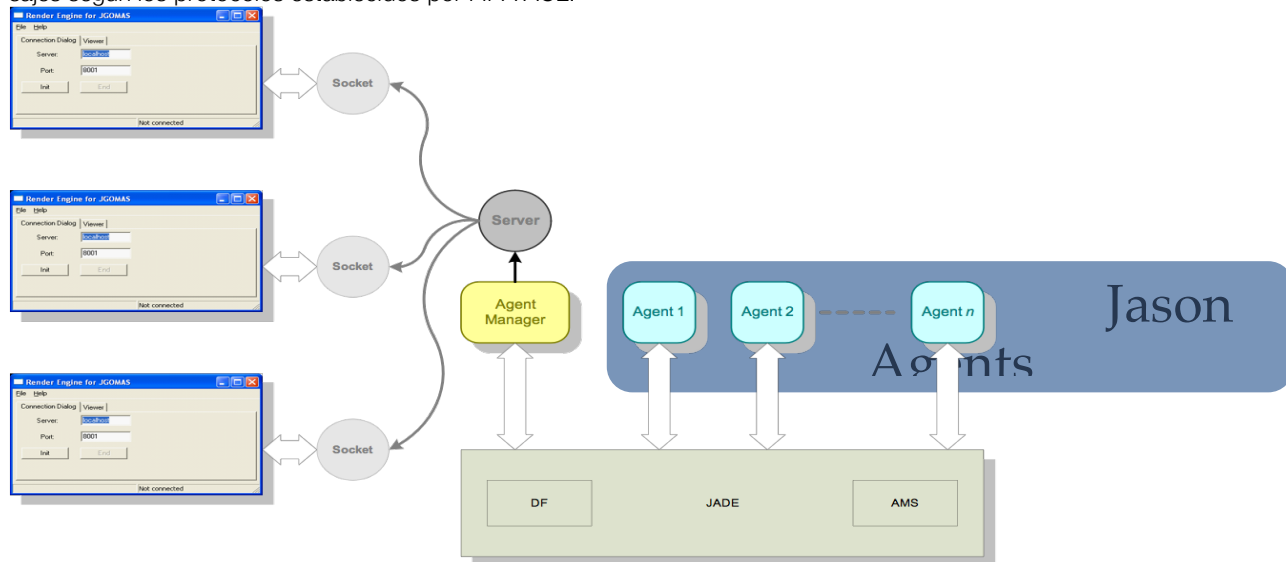 Render Engine for JGOMAS
File Help
Connection Dialog Viewer
Server: localhost
Port: 8001
Init End
Not connected
Socket
Render Engine for JGOMAS
File Help
Connection Dialog Viewer
Server: localhost
Port: 8001
Init End
Not connected
Socket
Render Engine for JGOMAS
File Help
Connection Dialog Viewer
Server: localhost
Port: 8001
Init End
Not connected
Socket
Server
Agent
Manager
Agent 1
Agent 2
Agent n
Jason
Agents
DF
JADE
AMS